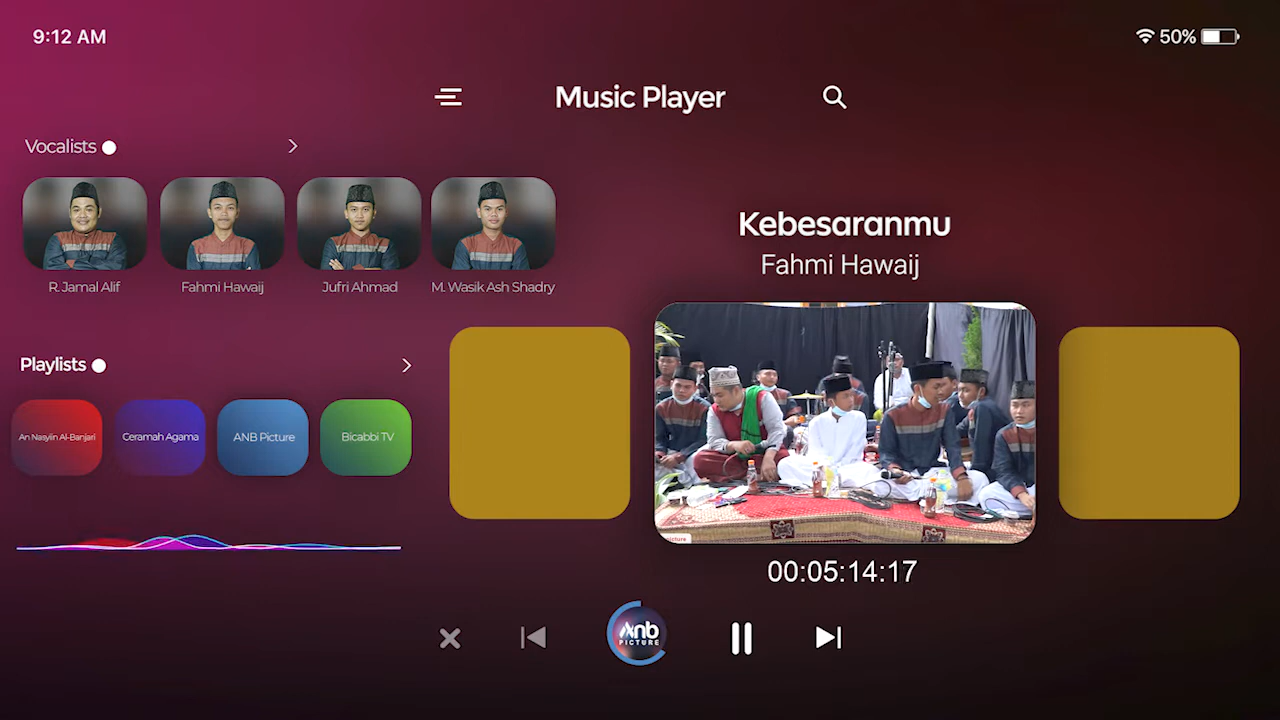 9:12 AM
50%
Music Player
Vocalists
R. Jamal Alif
Fahmi Hawaij
Jufri Ahmad
M. Wasik Ash Shadry
Kebesaranmu
Fahmi Hawaij
Playlists
An Nasyiin Al-Banjari
Ceramah Agama
ANB Picture
Bicabbi TV
picture
00:05:14:17
Anb
PICTURE